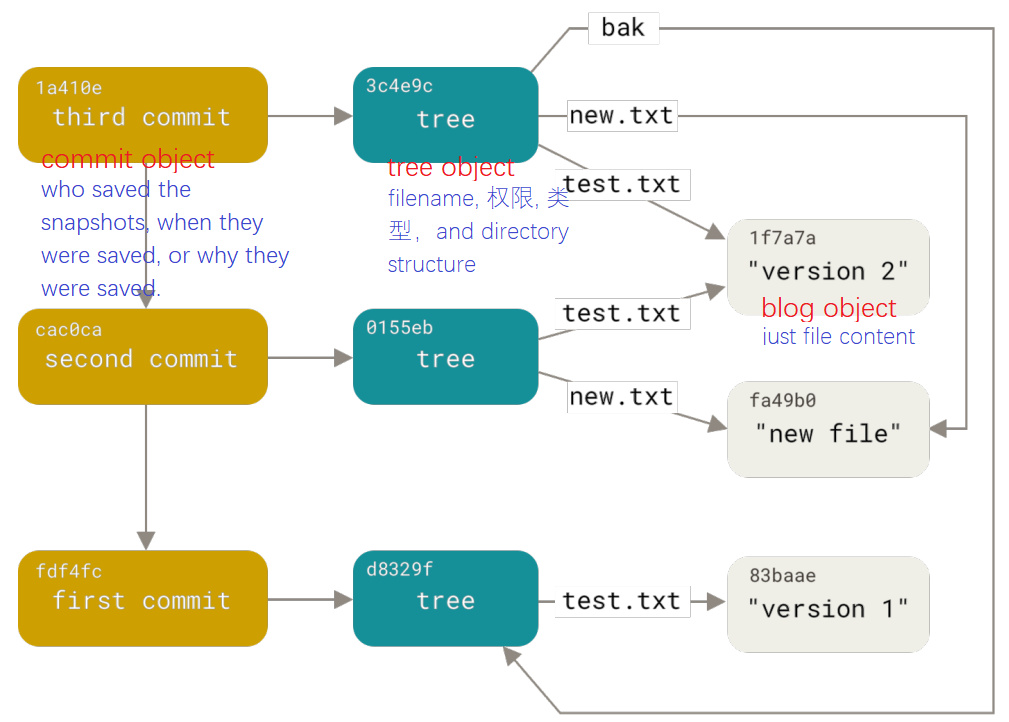 bak
1a410e
third commit
3c4e9c
tree
new.txt
commit object
who saved the
snapshots, when they
were saved, or why they
were saved.
tree object
filename, 权限, 类
型，and directory
structure
test.txt
1f7a7a
"version 2"
blog object
just file content
cac0ca
second commit
0155eb
tree
test.txt
new.txt
fa49b0
"new file"
fdf4fc
first commit
d8329f
tree
test.txt
83baae
"version 1"